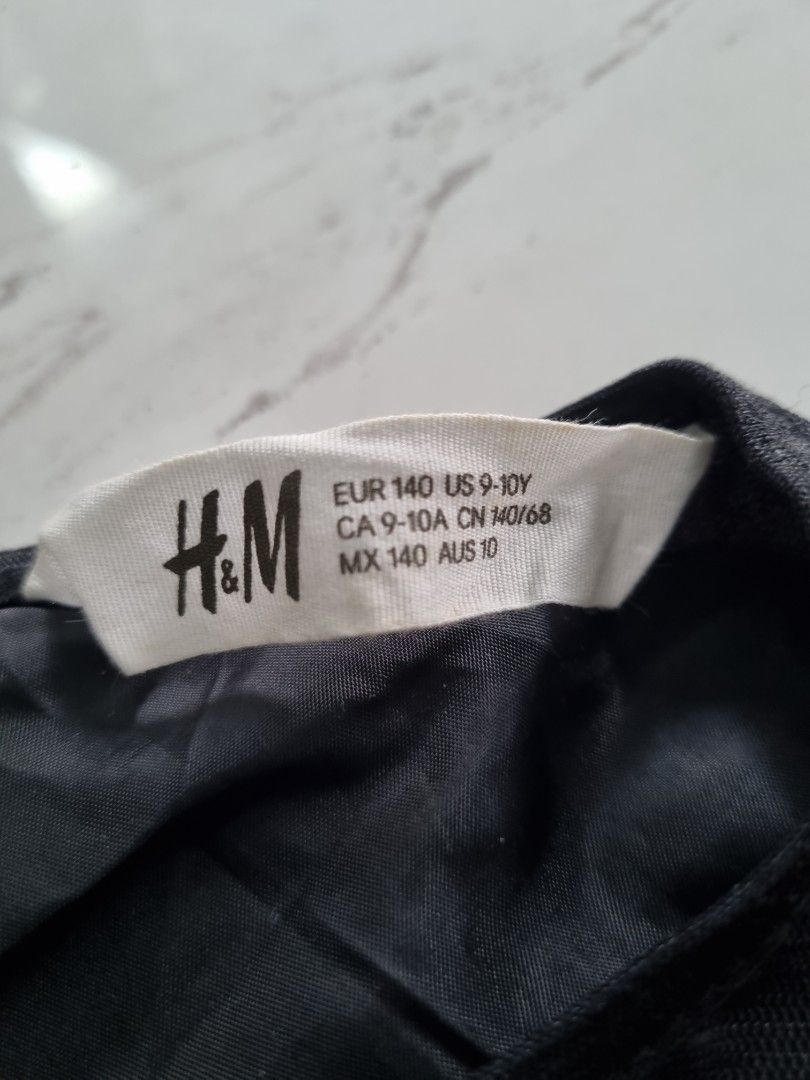 H&M
EUR 140 US 9-10Y
CA 9-10A CN 140/68
MX 140 AUS 10